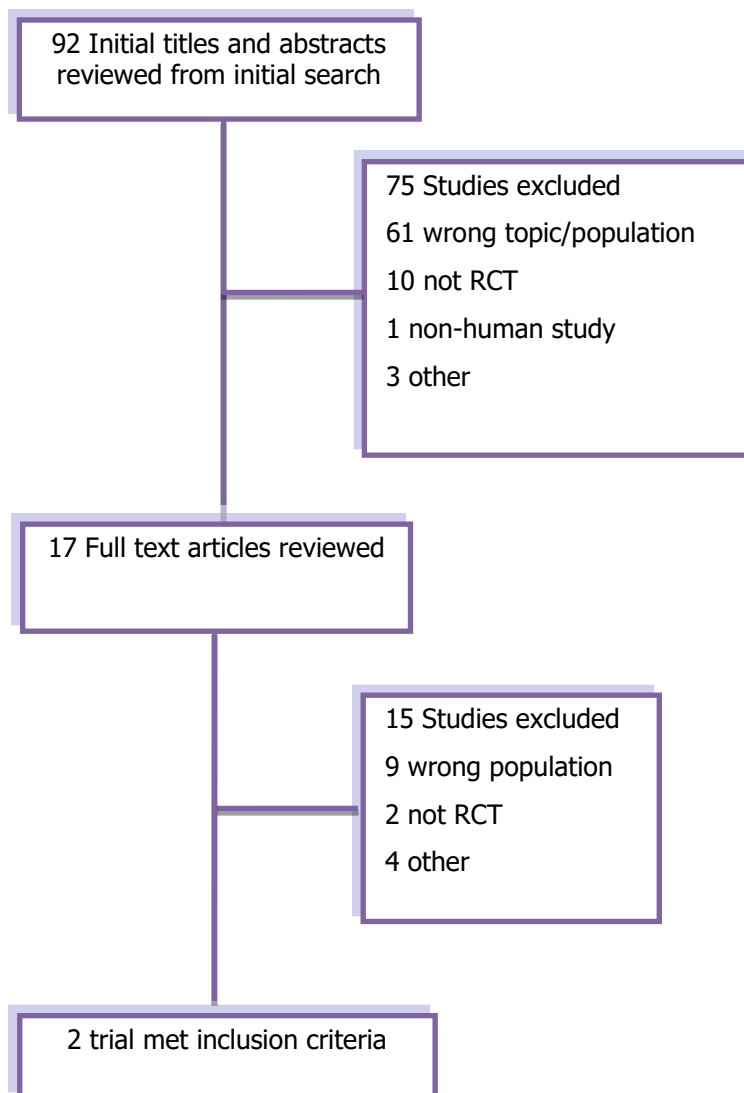 92 Initial titles and abstracts
reviewed from initial search
75 Studies excluded
61 wrong topic/population
10 not RCT
1 non-human study
3 other
17 Full text articles reviewed
15 Studies excluded
9 wrong population
2 not RCT
4 other
2 trial met inclusion criteria